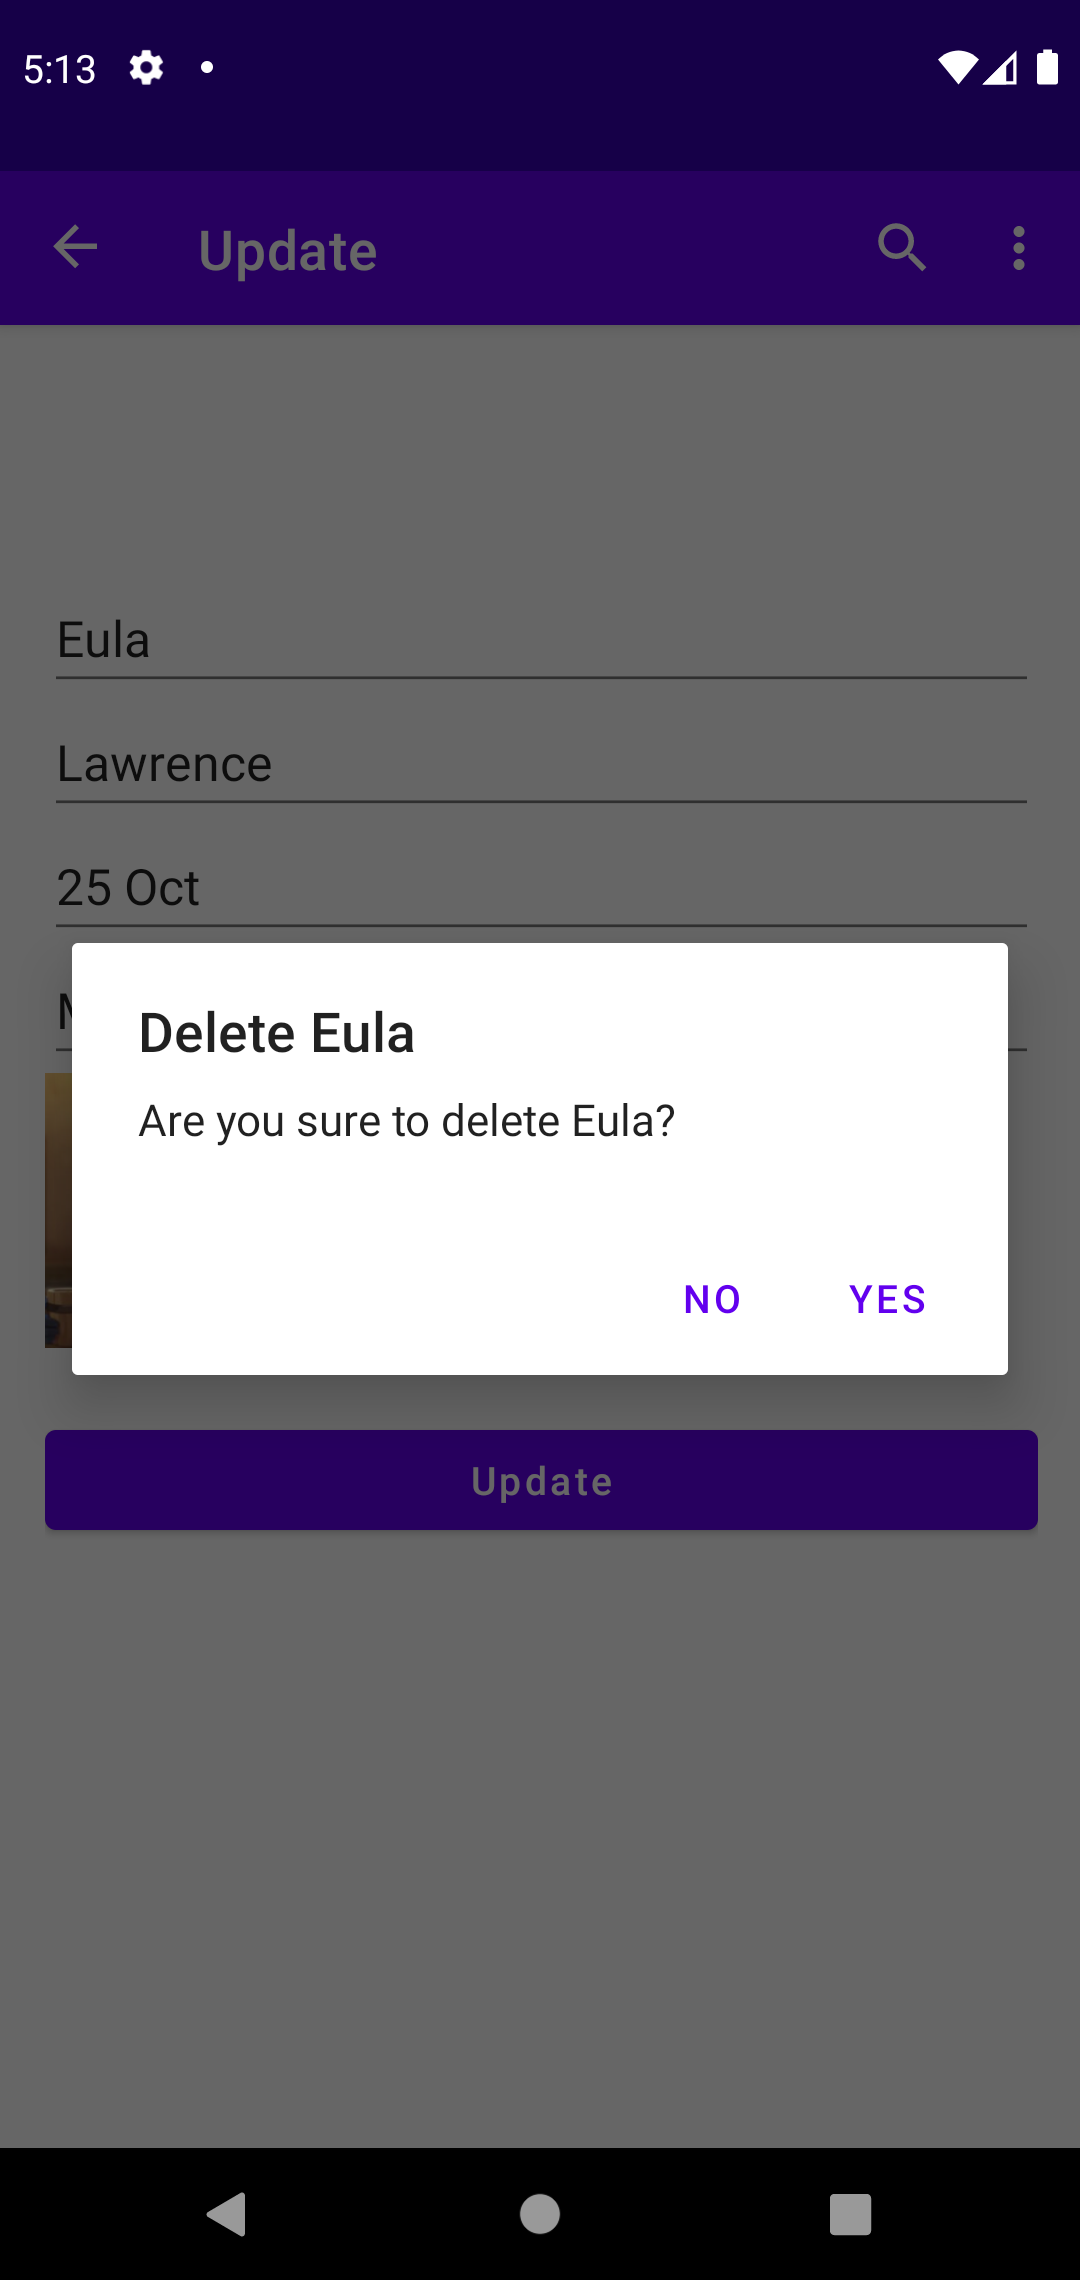 5:13
Update
Eula
Lawrence
25 Oct
Delete Eula
Are you sure to delete Eula?
NO YES
Update